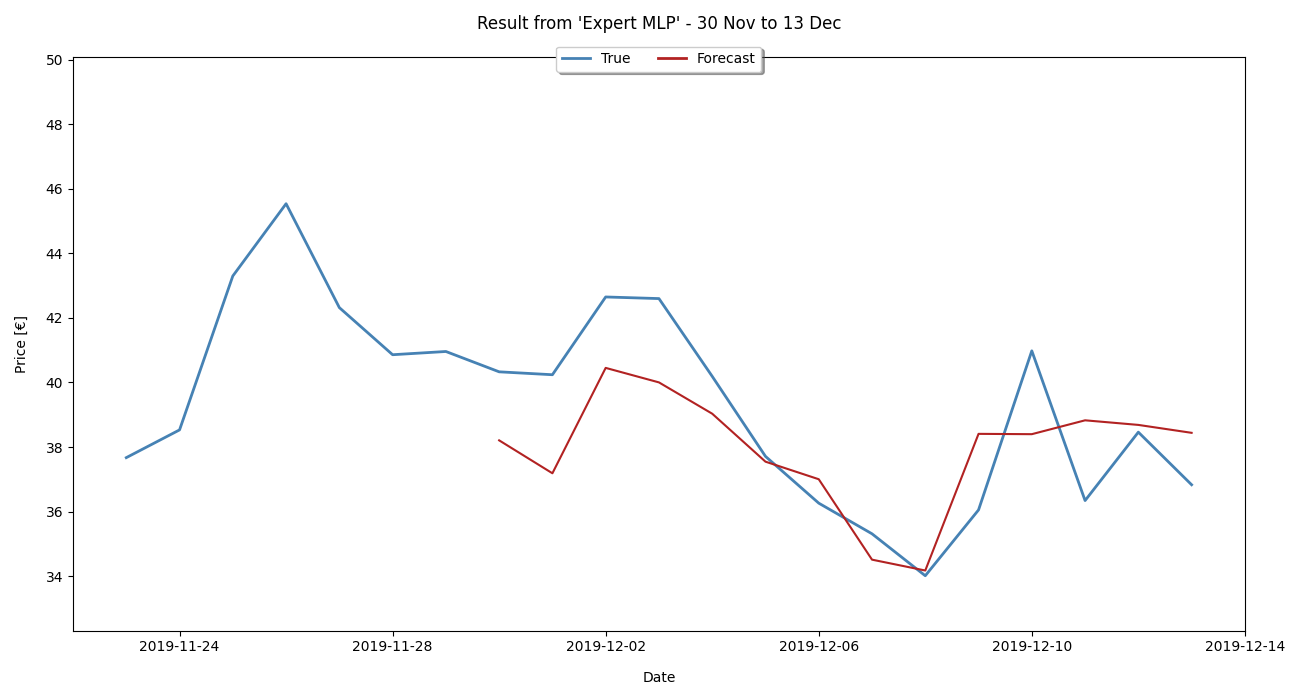 Result from 'Expert MLP' - 30 Nov to 13 Dec
True Forecast
50
48
46
44
42
40
38
36
34
Price [€]
2019-11-24 2019-11-28 2019-12-02 2019-12-06 2019-12-10 2019-12-14
Date